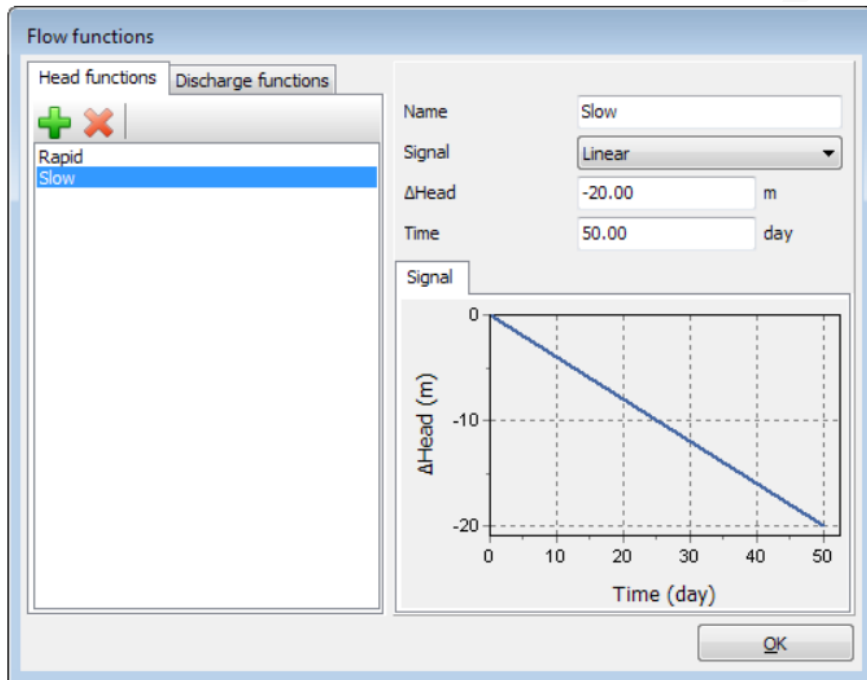 Flow functions
Head functions Discharge functions
Rapid
Slow
Name Slow
Signal Linear
ΔHead -20.00 m
Time 50.00 day
Signal
0
-10
-20
ΔHead (m)
0 10 20 30 40 50
Time (day)
OK